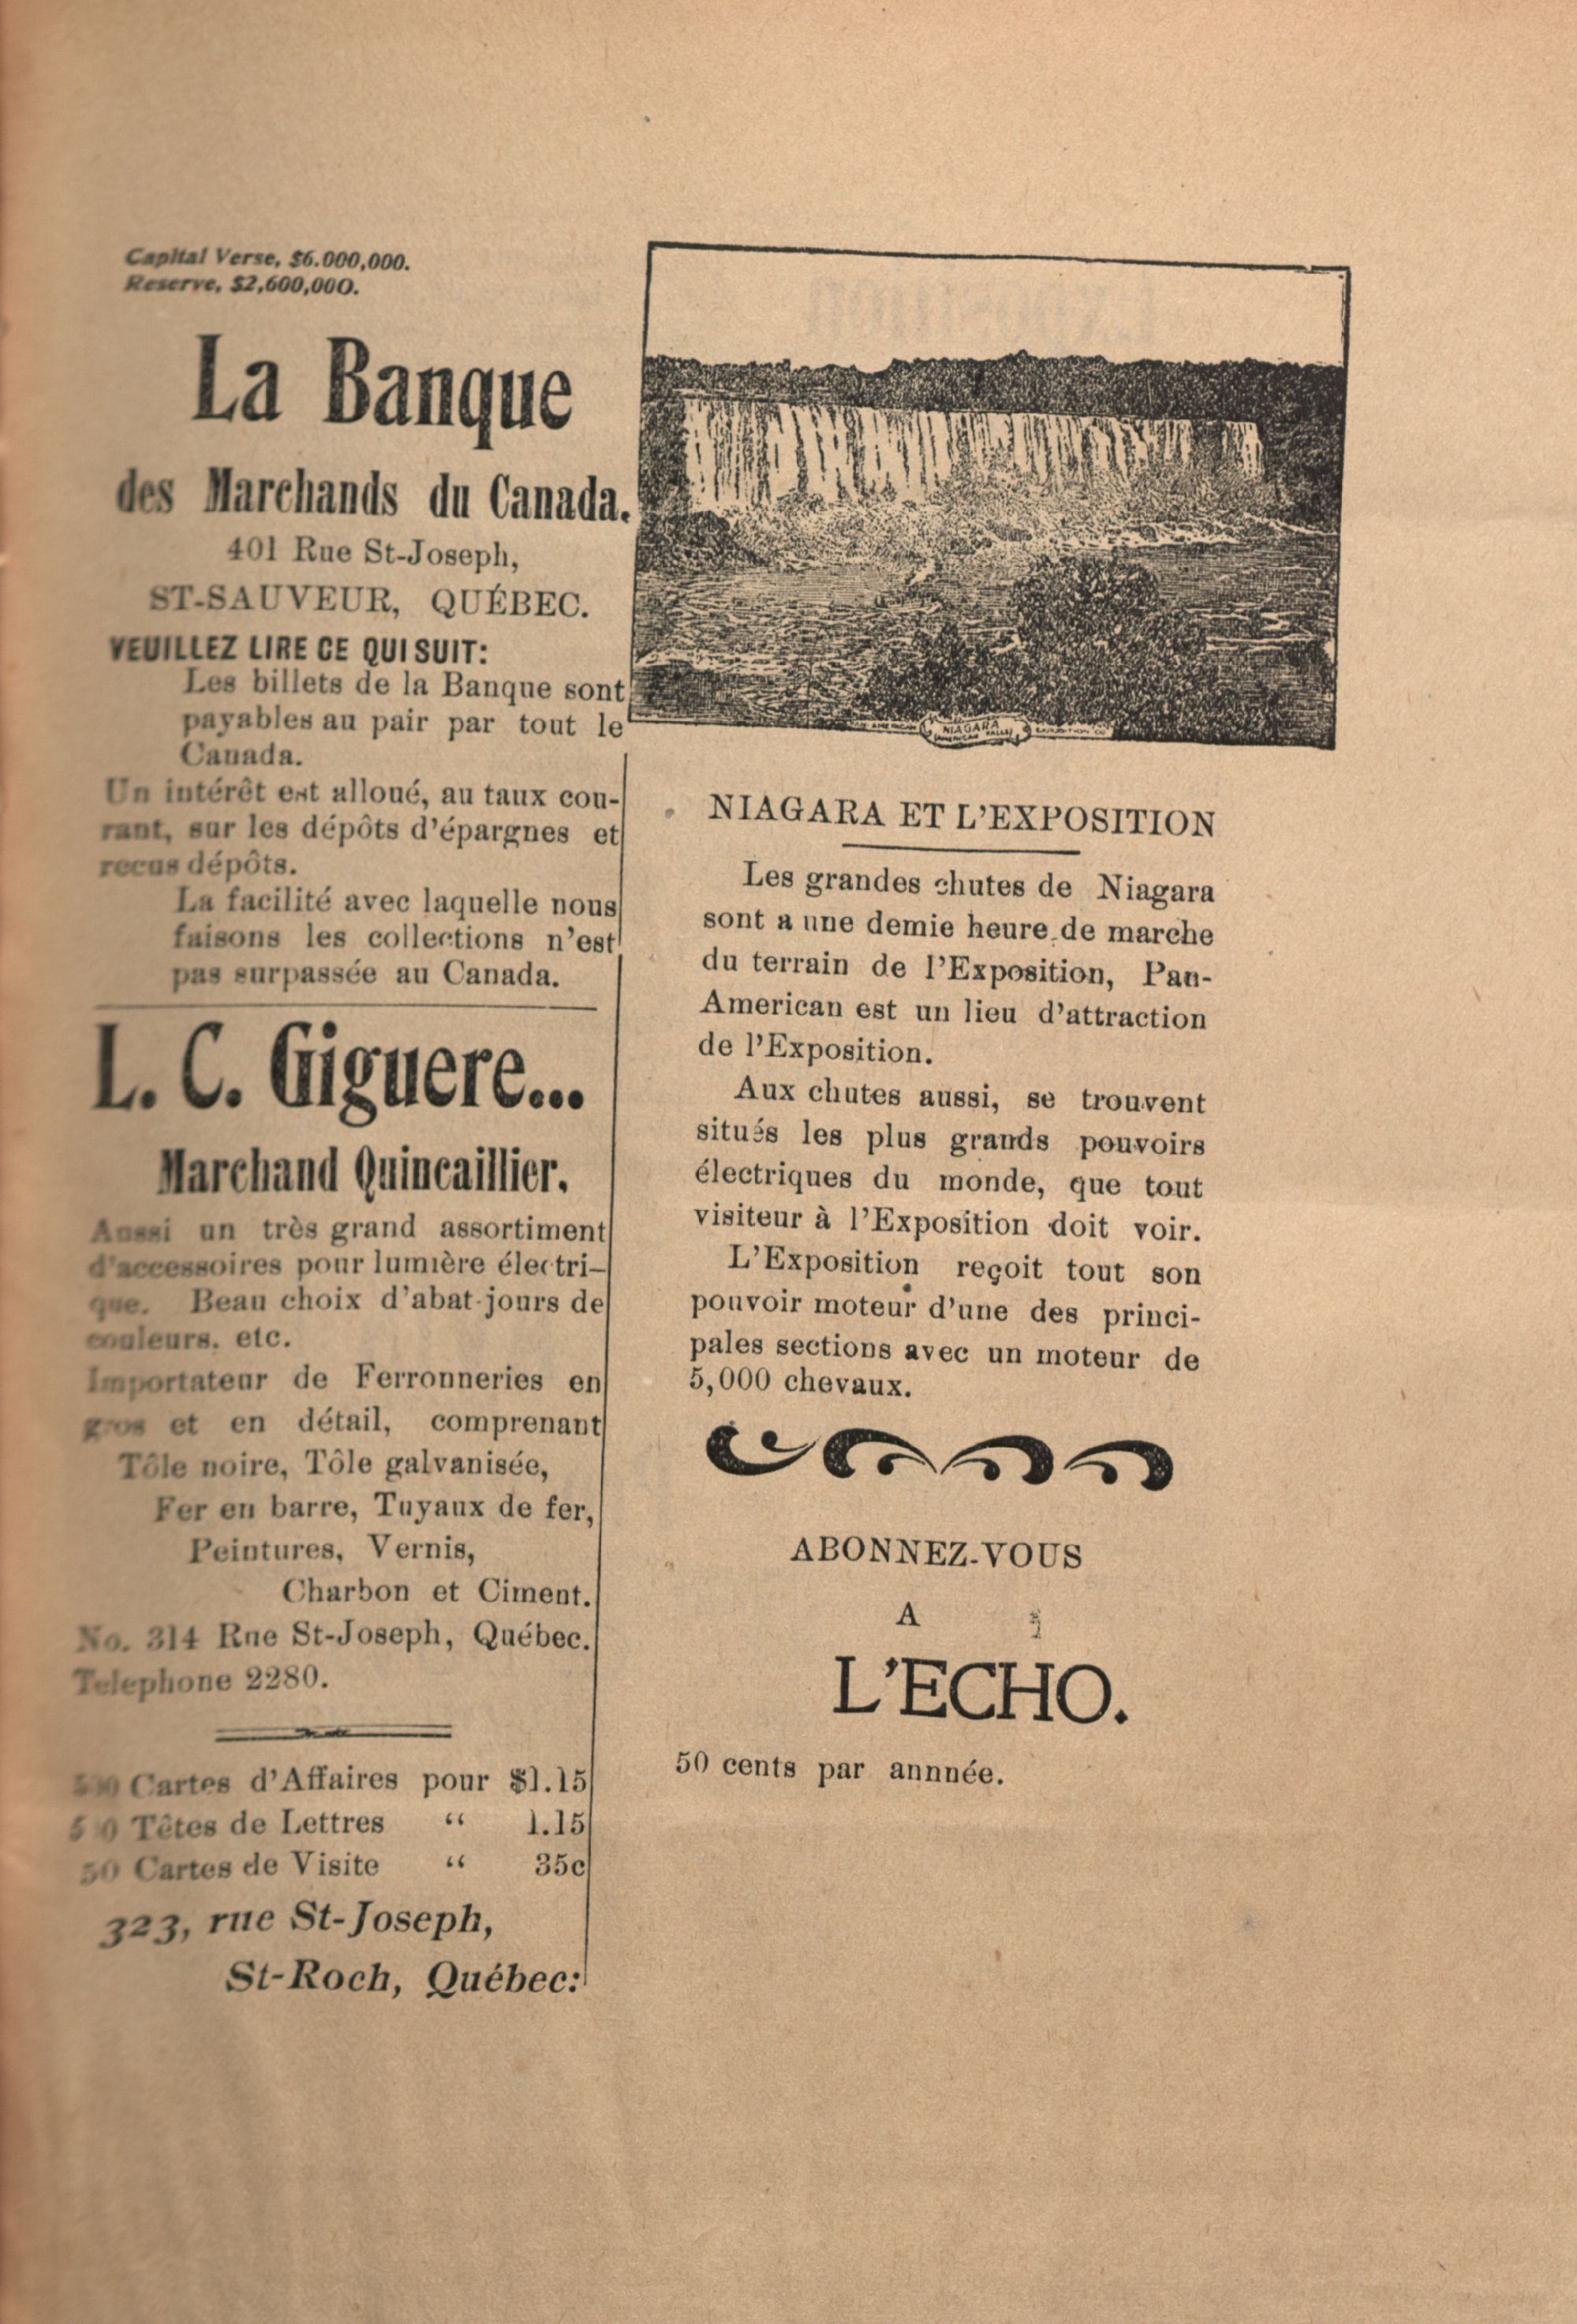 Capital Verse, $6.000,000.
Reserve, $2,600,000.
La Banque
des Marchands du Canada.
401 Rue St-Joseph,
ST-SAUVEUR, QUÉBEC.
VEUILLEZ LIRE CE QUI SUIT:
Les billets de la Banque sont
payables au pair par tout le
Canada.
Un intérêt est alloué, au taux cou-
rant, sur les dépôts d'épargnes et
recus dépôts.
La facilité avec laquelle nous
faisons les collections n'est
pas surpassée au Canada.
L. C. Giguere...
Marchand Quincaillier.
Aussi un très grand assortiment
d'accessoires pour lumière électri-
que. Beau choix d'abat-jours de
couleurs. etc.
Importateur de Ferronneries en
gros et en détail, comprenant
Tôle noire, Tôle galvanisée,
Fer en barre, Tuyaux de fer,
Peintures, Vernis,
Charbon et Ciment.
No. 314 Rue St-Joseph, Québec.
Telephone 2280.
Cartes d'Affaires pour $1.15
Têtes de Lettres “ 1.15
50 Cartes de Visite “ 35c
323, rue St-Joseph,
St-Roch, Québec:
NIAGARA
NIAGARA ET L'EXPOSITION
Les grandes chutes de Niagara
sont a une demie heure de marche
du terrain de l'Exposition, Pan-
American est un lieu d'attraction
de l'Exposition.
Aux chutes aussi, se trouvent
situés les plus grands pouvoirs
électriques du monde, que tout
visiteur à l'Exposition doit voir.
L'Exposition reçoit tout son
pouvoir moteur d'une des princi-
pales sections avec un moteur de
5,000 chevaux.
ABONNEZ-VOUS
A
L'ECHO.
50 cents par annnée.